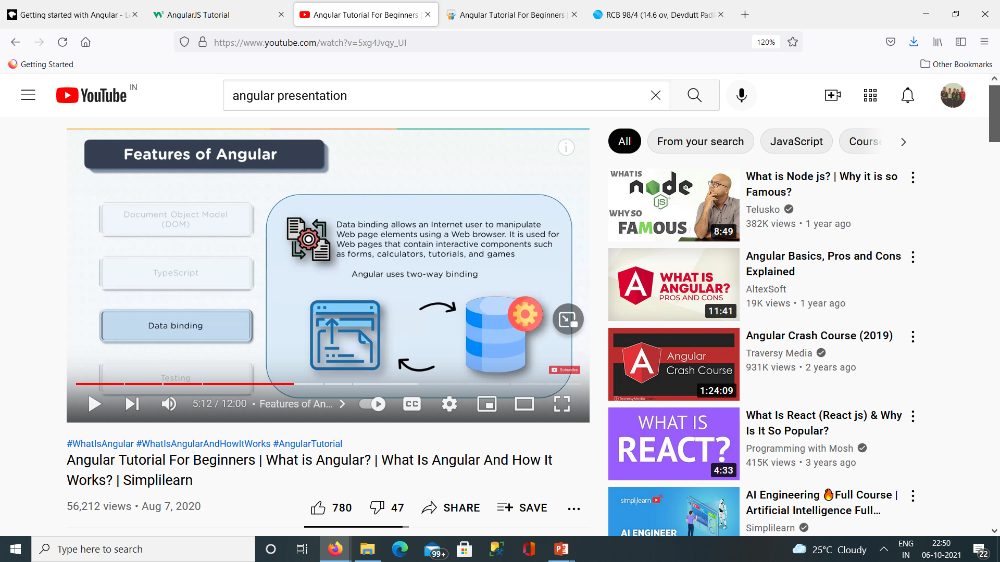 Getting started with Angular - L
AngularJS Tutorial
Angular Tutorial For Beginners |
Angular Tutorial For Beginners |
RCB 98/4 (14.6 ov, Devdutt Padi
https://www.youtube.com/watch?v=5xg4Jvqy_UI
120%
Getting Started
Other Bookmarks
YouTube IN
angular presentation
Features of Angular
Document Object Model
(DOM)
TypeScript
Data binding
Testing
Data binding allows an Internet user to manipulate
Web page elements using a Web browser. It is used for
Web pages that contain interactive components such
as forms, calculators, tutorials, and games
Angular uses two-way binding
Subscribe
5:12 / 12:00 • Features of An...
CC
#WhatIsAngular #WhatIsAngularAndHowItWorks #AngularTutorial
Angular Tutorial For Beginners | What is Angular? | What Is Angular And How It
Works? | Simplilearn
56,212 views • Aug 7, 2020
780
47
SHARE
SAVE
All
From your search
JavaScript
Course
WHAT IS
node
JS
WHY SO
FAMOUS
8:49
What is Node js? | Why it is so
Famous?
Telusko
382K views • 1 year ago
A
WHAT IS
ANGULAR?
PROS AND CONS
11:41
Angular Basics, Pros and Cons
Explained
AltexSoft
19K views • 1 year ago
A
Angular
Crash Course
TraversyMedia.com
1:24:09
Angular Crash Course (2019)
Traversy Media
931K views • 2 years ago
WHAT IS
REACT?
4:33
What Is React (React js) & Why
Is It So Popular?
Programming with Mosh
415K views • 3 years ago
simplilearn
AI ENGINEER
AI Engineering 🔥Full Course |
Artificial Intelligence Full...
Simplilearn
Type here to search
99+
25°C Cloudy
ENG
IN
22:50
06-10-2021
22